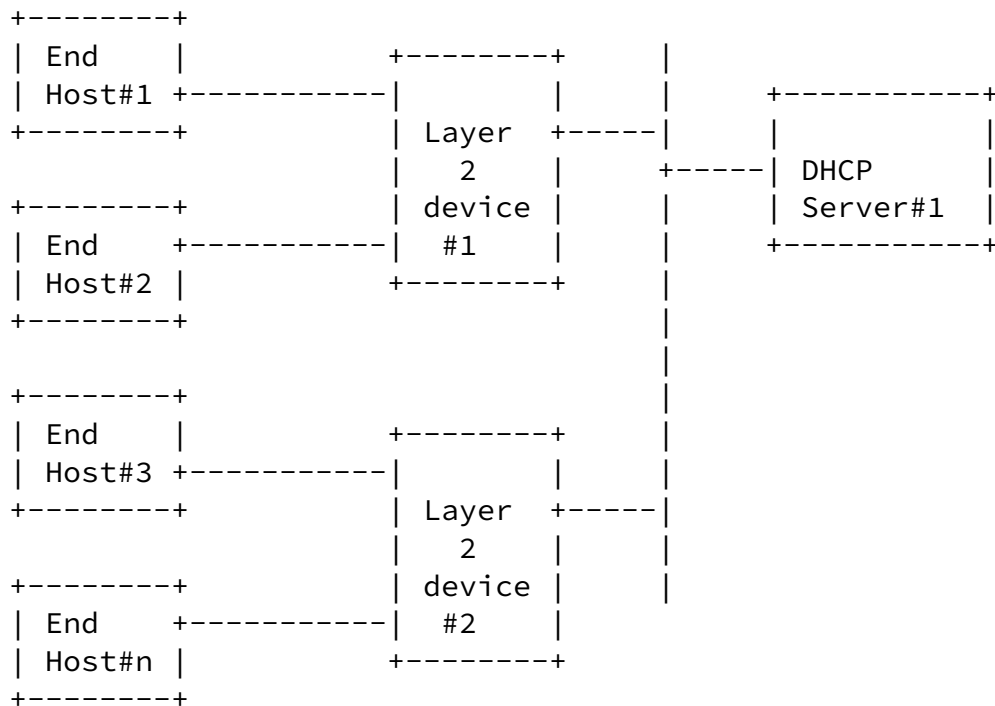 End
Host#1
Layer
2
device
#1
DHCP
Server#1
End
Host#2
End
Host#3
Layer
2
device
#2
End
Host#n